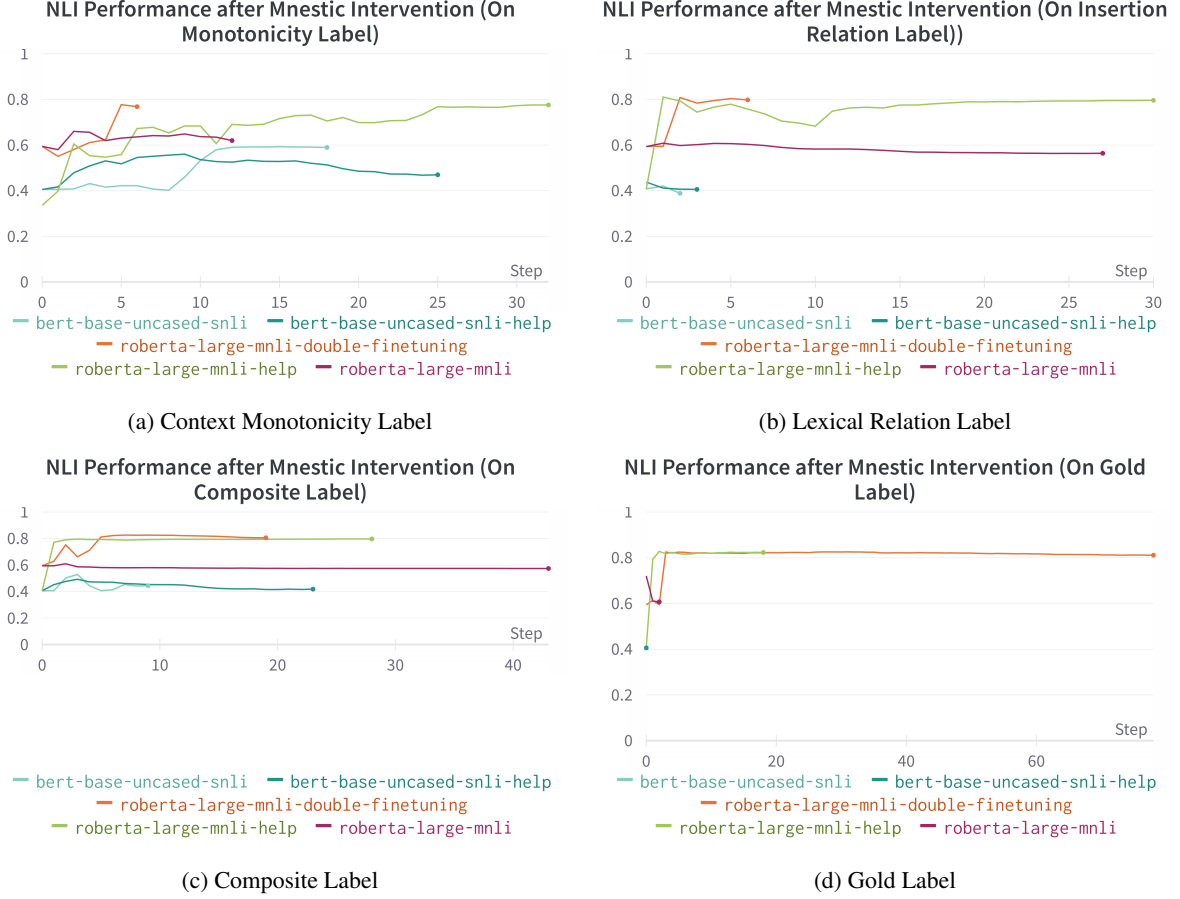 NLI Performance after Mnestic Intervention (On
Monotonicity Label)
1
0.8
0.6
0.4
0.2
0
Step
0 5 10 15 20 25 30
bert-base-uncased-snli bert-base-uncased-snli-help
roberta-large-mnli-double-finetuning
roberta-large-mnli-help roberta-large-mnli
(a) Context Monotonicity Label
NLI Performance after Mnestic Intervention (On Insertion
Relation Label))
1
0.8
0.6
0.4
0.2
0
Step
0 5 10 15 20 25 30
bert-base-uncased-snli bert-base-uncased-snli-help
roberta-large-mnli-double-finetuning
roberta-large-mnli-help roberta-large-mnli
(b) Lexical Relation Label
NLI Performance after Mnestic Intervention (On
Composite Label)
1
0.8
0.6
0.4
0.2
0
Step
0 10 20 30 40
bert-base-uncased-snli bert-base-uncased-snli-help
roberta-large-mnli-double-finetuning
roberta-large-mnli-help roberta-large-mnli
(c) Composite Label
NLI Performance after Mnestic Intervention (On Gold
Label)
1
0.8
0.6
0.4
0.2
0
Step
0 20 40 60
bert-base-uncased-snli bert-base-uncased-snli-help
roberta-large-mnli-double-finetuning
roberta-large-mnli-help roberta-large-mnli
(d) Gold Label